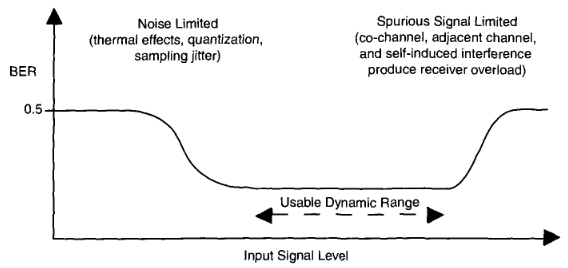 Noise Limited
(thermal effects, quantization,
sampling jitter)
Spurious Signal Limited
(co-channel, adjacent channel,
and self-induced interference
produce receiver overload)
BER
0.5
Usable Dynamic Range
Input Signal Level